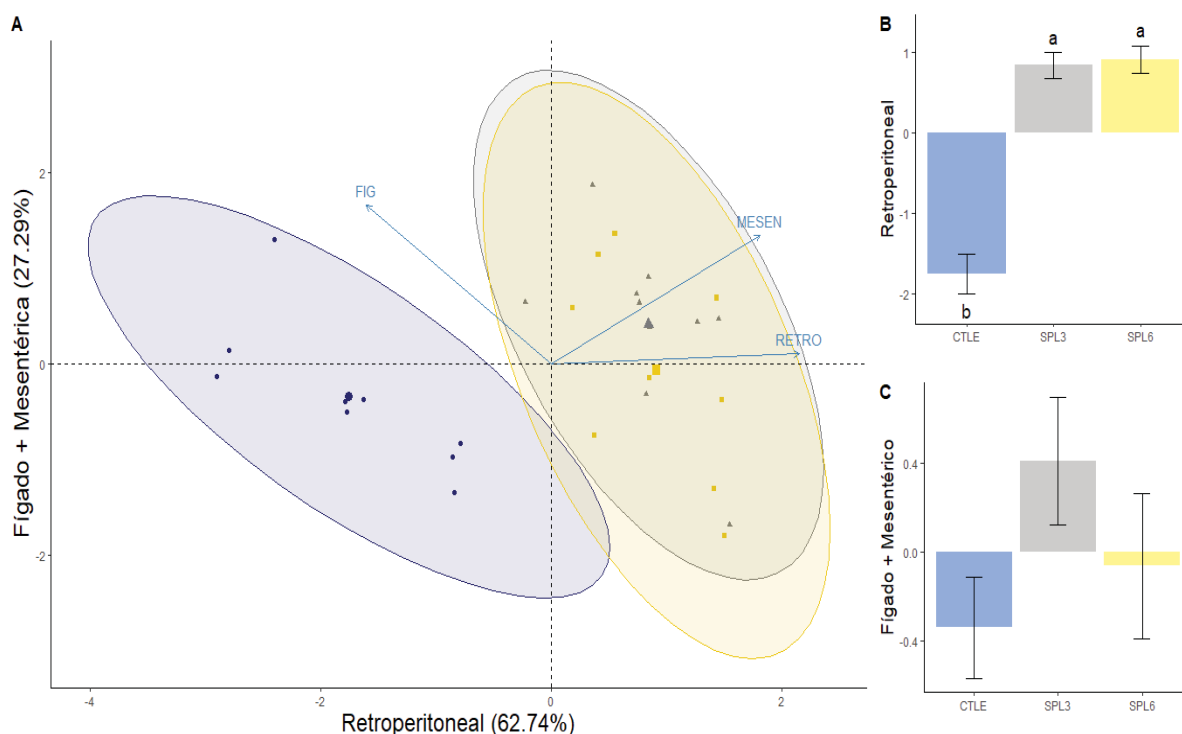 A
Fígado + Mesentérica (27.29%)
2
0
-2
FIG
MESEN
RETRO
-4
-2
0
2
Retroperitoneal (62.74%)
B
Retroperitoneal
1
0
-1
-2
a
a
b
CTLE
SPL3
SPL6
C
Fígado + Mesentérico
0.4
0.0
-0.4
CTLE
SPL3
SPL6